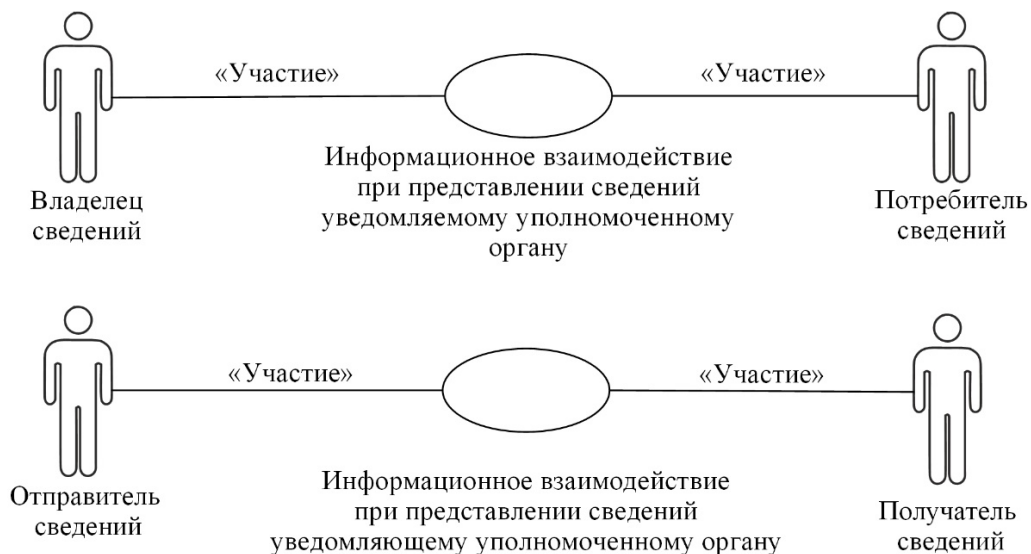 «Участие»
«Участие»
Информационное взаимодействие
при представлении сведений
уведомляемому уполномоченному
органу
Владелец
сведений
Потребитель
сведений
«Участие»
«Участие»
Информационное взаимодействие
при представлении сведений
уведомляющему уполномоченному органу
Отправитель
сведений
Получатель
сведений